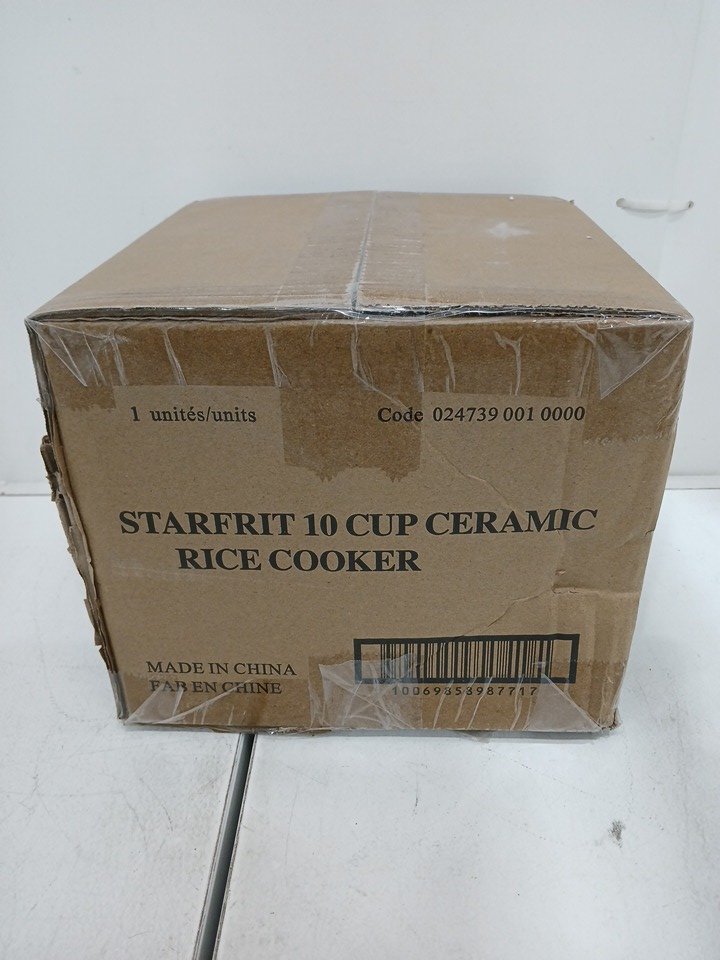 1 unités/units
Code 024739 001 0000
STARFRIT 10 CUP CERAMIC
RICE COOKER
MADE IN CHINA
FAB EN CHINE
10069858987717